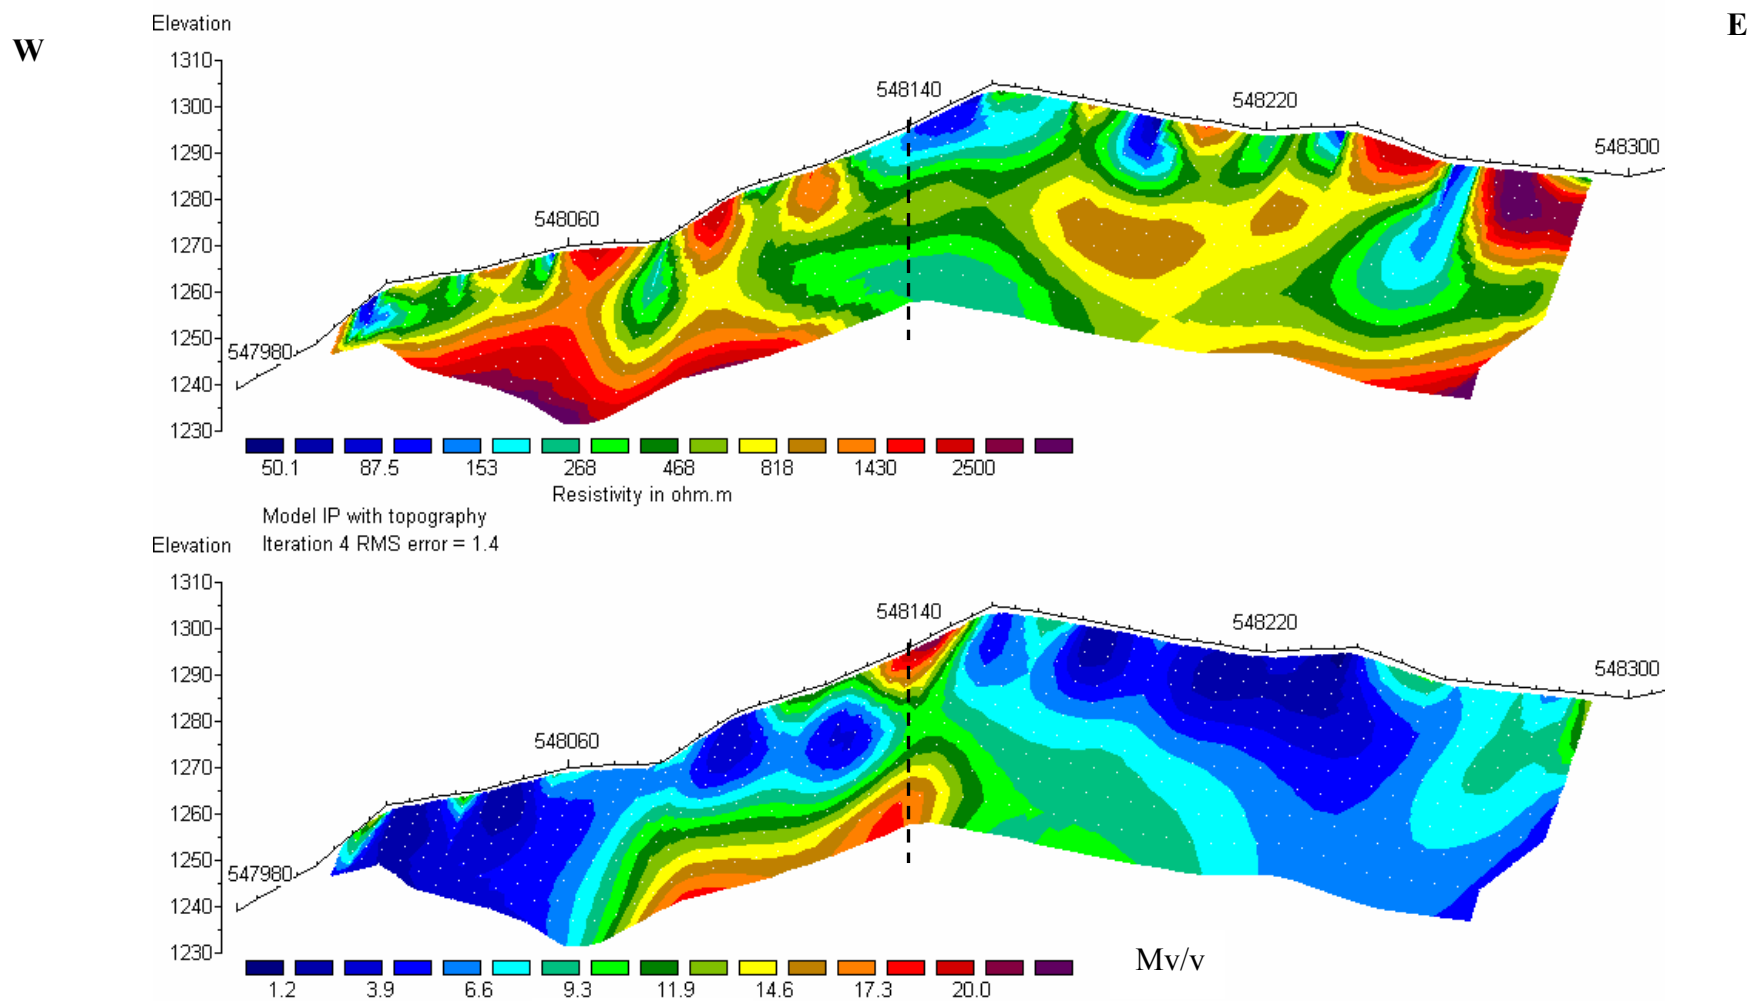 W
E
Elevation
1310
1300
1290
1280
1270
1260
1250
1240
1230
547980
548060
548140
548220
548300
50.1 87.5 153 268 468 818 1430 2500
Resistivity in ohm.m
Model IP with topography
Iteration 4 RMS error = 1.4
Elevation
1310
1300
1290
1280
1270
1260
1250
1240
1230
547980
548060
548140
548220
548300
Mv/v
1.2 3.9 6.6 9.3 11.9 14.6 17.3 20.0